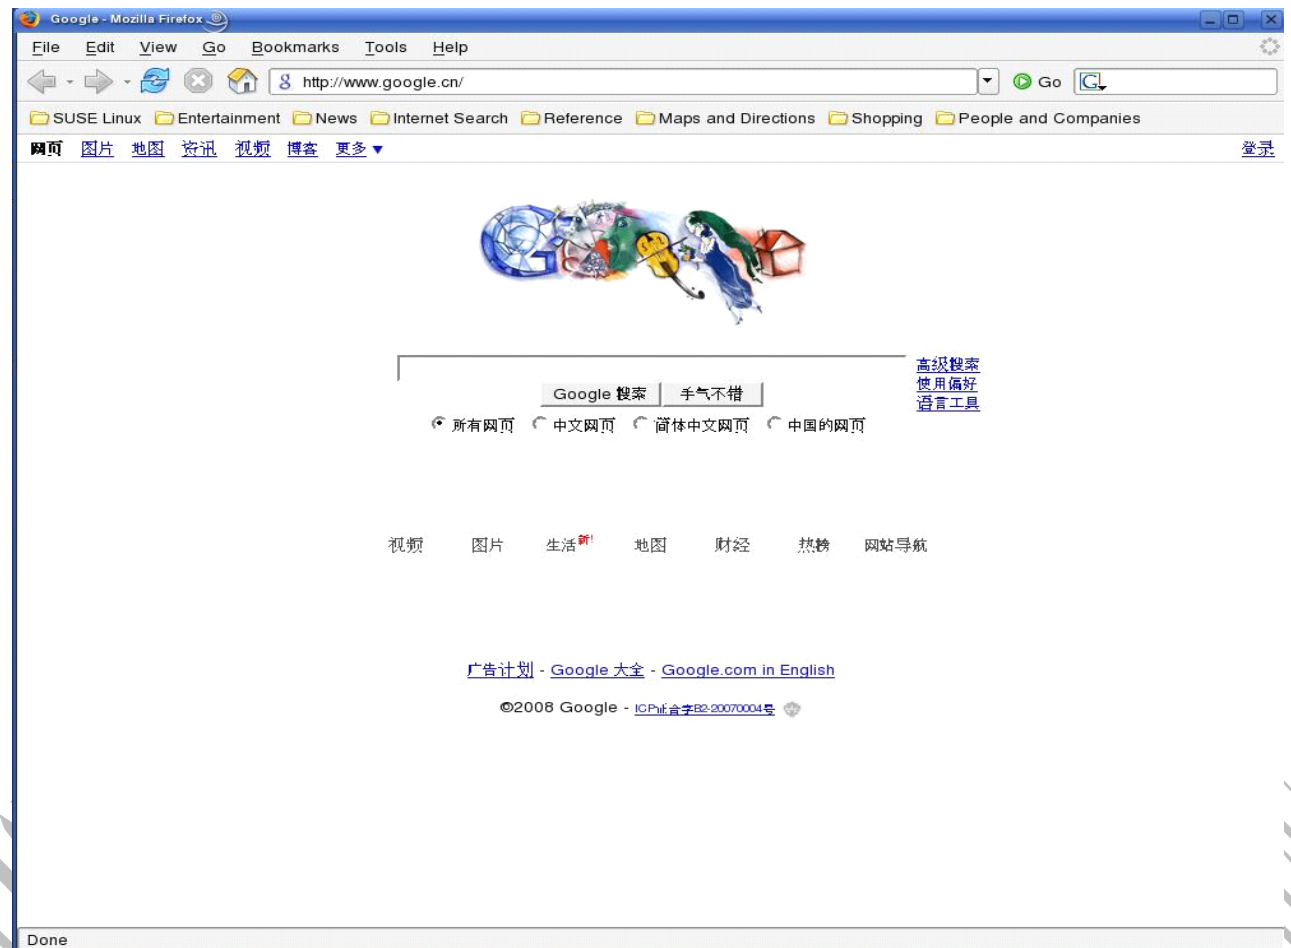 Google - Mozilla Firefox
File Edit View Go Bookmarks Tools Help
http://www.google.cn/ Go
SUSE Linux Entertainment News Internet Search Reference Maps and Directions Shopping People and Companies
网页 图片 地图 资讯 视频 博客 更多 ▼ 登录
Google
高级搜索
Google 搜索 手气不错 使用偏好
语言工具
所有网页 中文网页 简体中文网页 中国的网页
视频 图片 生活新! 地图 财经 热榜 网站导航
广告计划 - Google 大全 - Google.com in English
©2008 Google - ICP证合字B2-20070004号
Done